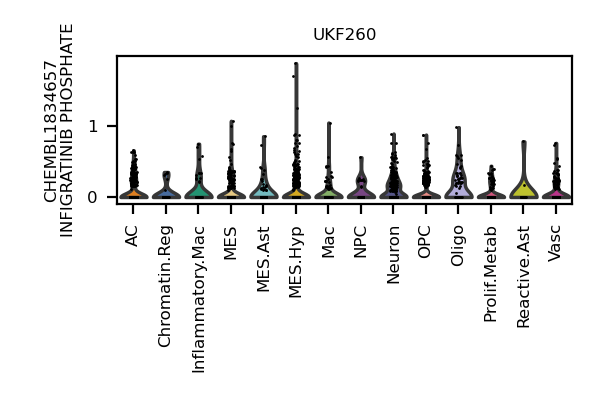 UKF260
CHEMBL1834657
INFIGRATINIB PHOSPHATE
1
0
AC
Chromatin.Reg
Inflammatory.Mac
MES
MES.Ast
MES.Hyp
Mac
NPC
Neuron
OPC
Oligo
Prolif.Metab
Reactive.Ast
Vasc